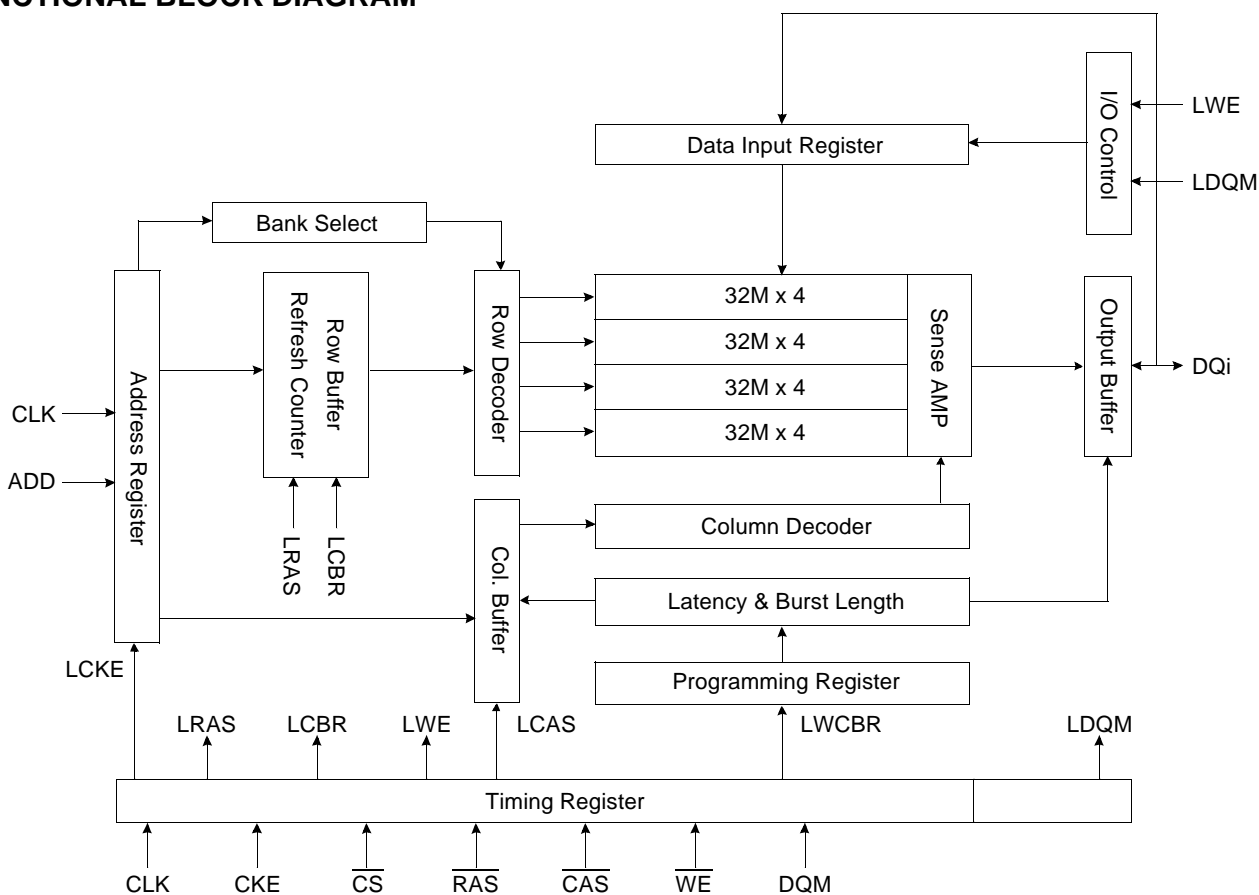 FUNCTIONAL BLOCK DIAGRAM
I/O Control
LWE
LDQM
Data Input Register
Bank Select
Address Register
CLK
ADD
Refresh Counter
Row Buffer
Row Decoder
32M x 4
32M x 4
32M x 4
32M x 4
Sense AMP
Output Buffer
DQi
LRAS
LCBR
Col. Buffer
Column Decoder
Latency & Burst Length
Programming Register
LCKE
LRAS
LCBR
LWE
LCAS
LWCBR
LDQM
Timing Register
CLK
CKE
CS
RAS
CAS
WE
DQM